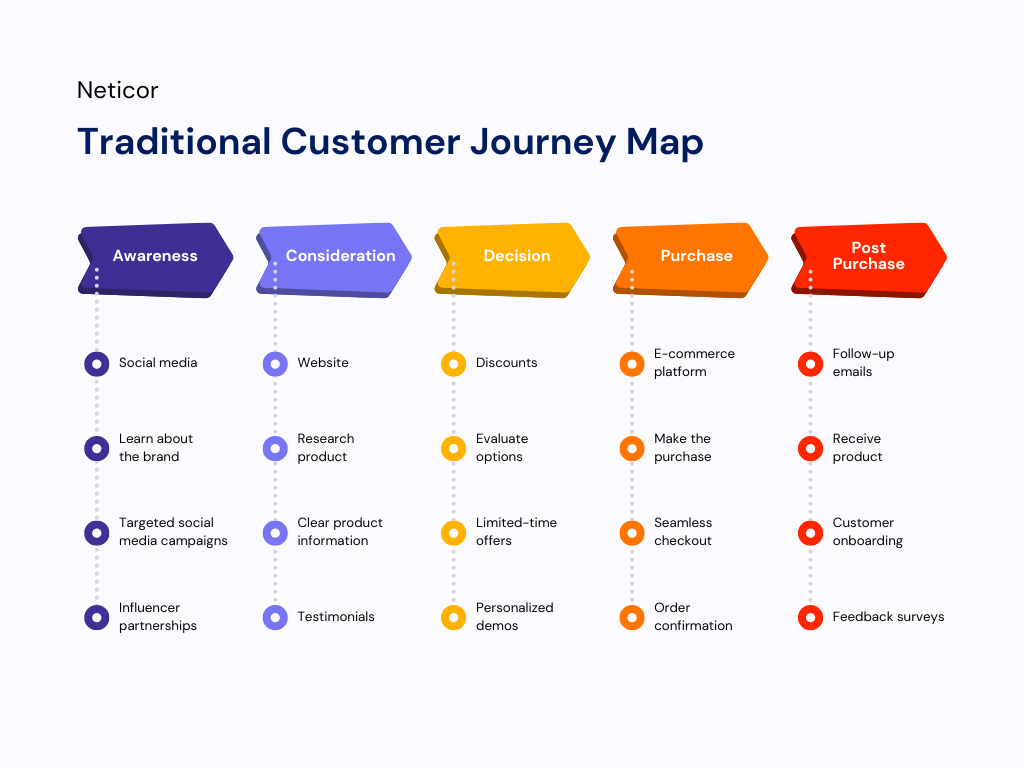 Neticor
Traditional Customer Journey Map
Awareness
Social media
Learn about
the brand
Targeted social
media campaigns
Influencer
partnerships
Consideration
Website
Research
product
Clear product
information
Testimonials
Decision
Discounts
Evaluate
options
Limited-time
offers
Personalized
demos
Purchase
E-commerce
platform
Make the
purchase
Seamless
checkout
Order
confirmation
Post
Purchase
Follow-up
emails
Receive
product
Customer
onboarding
Feedback surveys